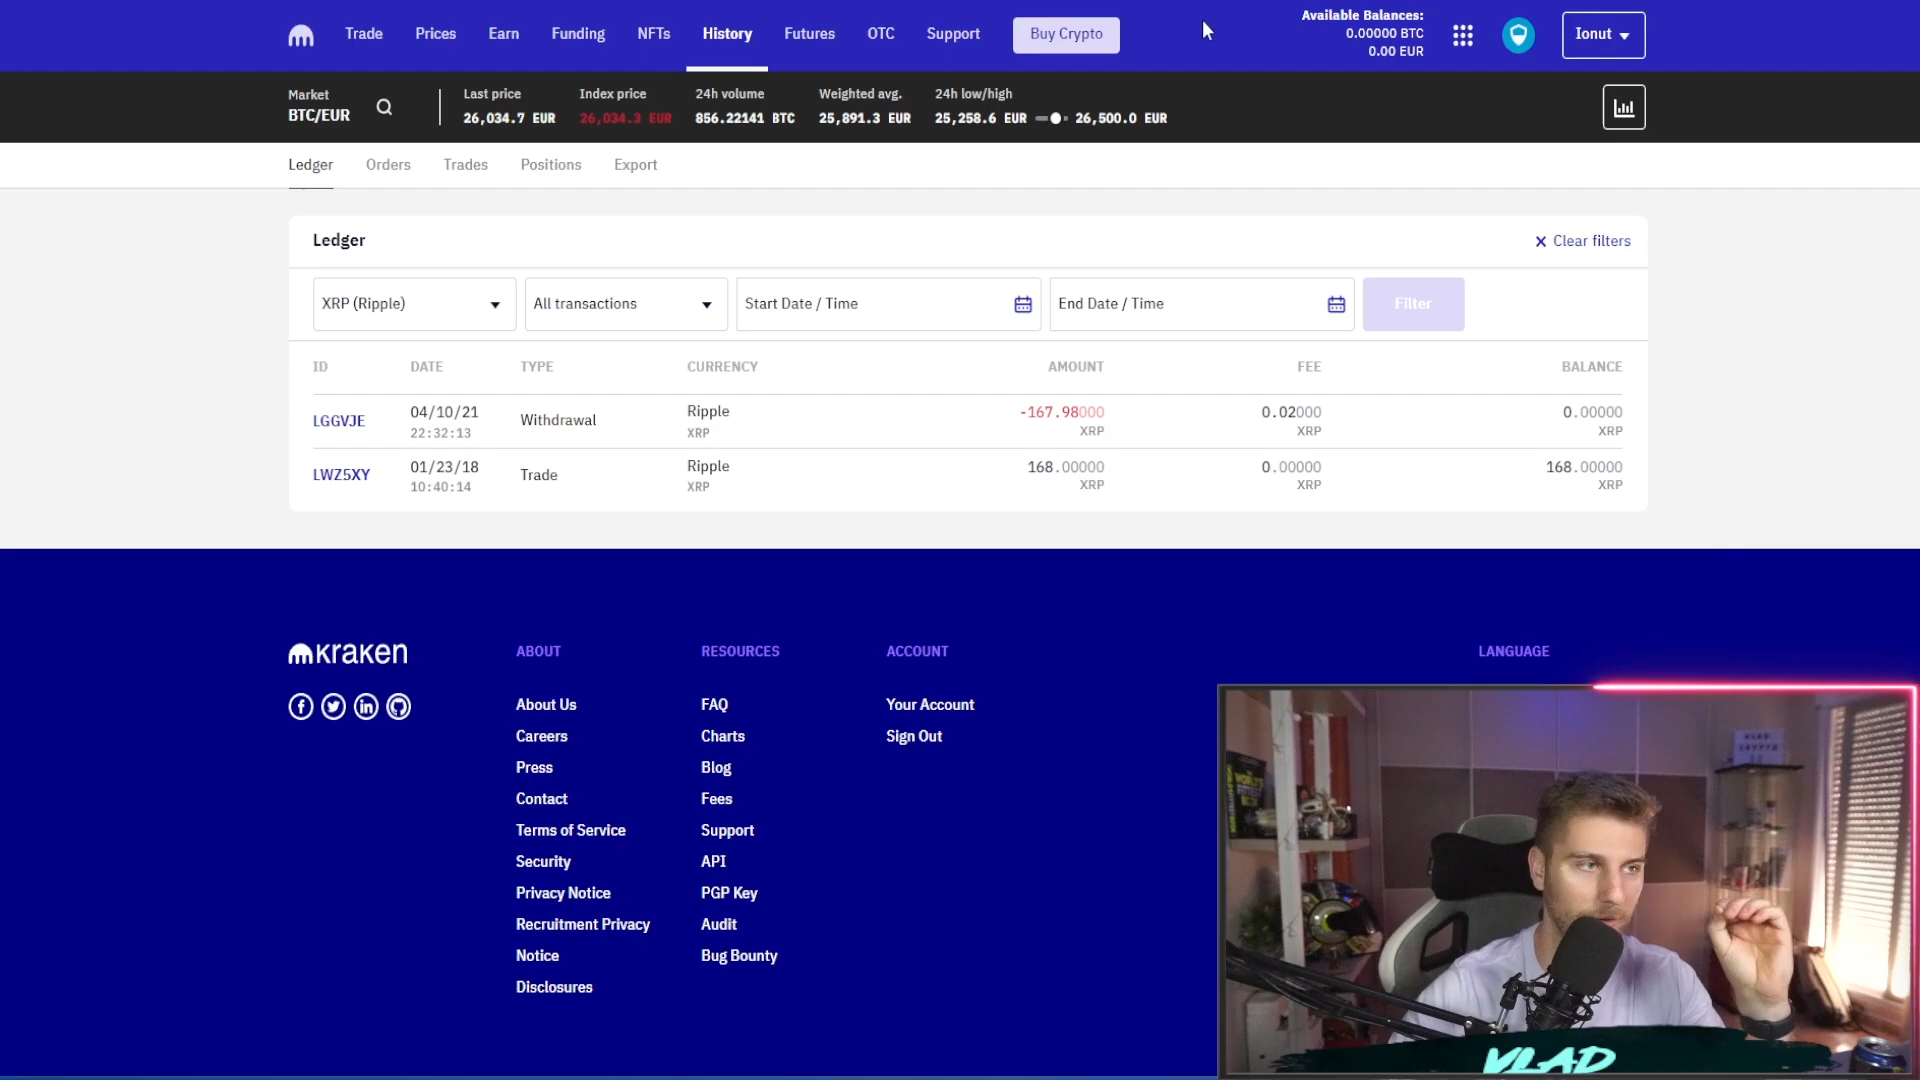 Trade Prices Earn Funding NFTs History Futures OTC Support Buy Crypto
Available Balances:
0.00000 BTC
0.00 EUR
Ionut
Market
BTC/EUR
Last price
26,034.7 EUR
Index price
26,034.3 EUR
24h volume
856.22141 BTC
Weighted avg.
25,891.3 EUR
24h low/high
25,258.6 EUR 26,500.0 EUR
Ledger Orders Trades Positions Export
Ledger
Clear filters
XRP (Ripple) All transactions Start Date / Time End Date / Time Filter
ID DATE TYPE CURRENCY AMOUNT FEE BALANCE
LGGVJE 04/10/21 Withdrawal Ripple -167.98000 0.02000 0.00000
22:32:13 XRP XRP XRP XRP
LWZ5XY 01/23/18 Trade Ripple 168.00000 0.00000 168.00000
10:40:14 XRP XRP XRP XRP
kraken
ABOUT
About Us
Careers
Press
Contact
Terms of Service
Security
Privacy Notice
Recruitment Privacy
Notice
Disclosures
RESOURCES
FAQ
Charts
Blog
Fees
Support
API
PGP Key
Audit
Bug Bounty
ACCOUNT
Your Account
Sign Out
LANGUAGE
VLAD